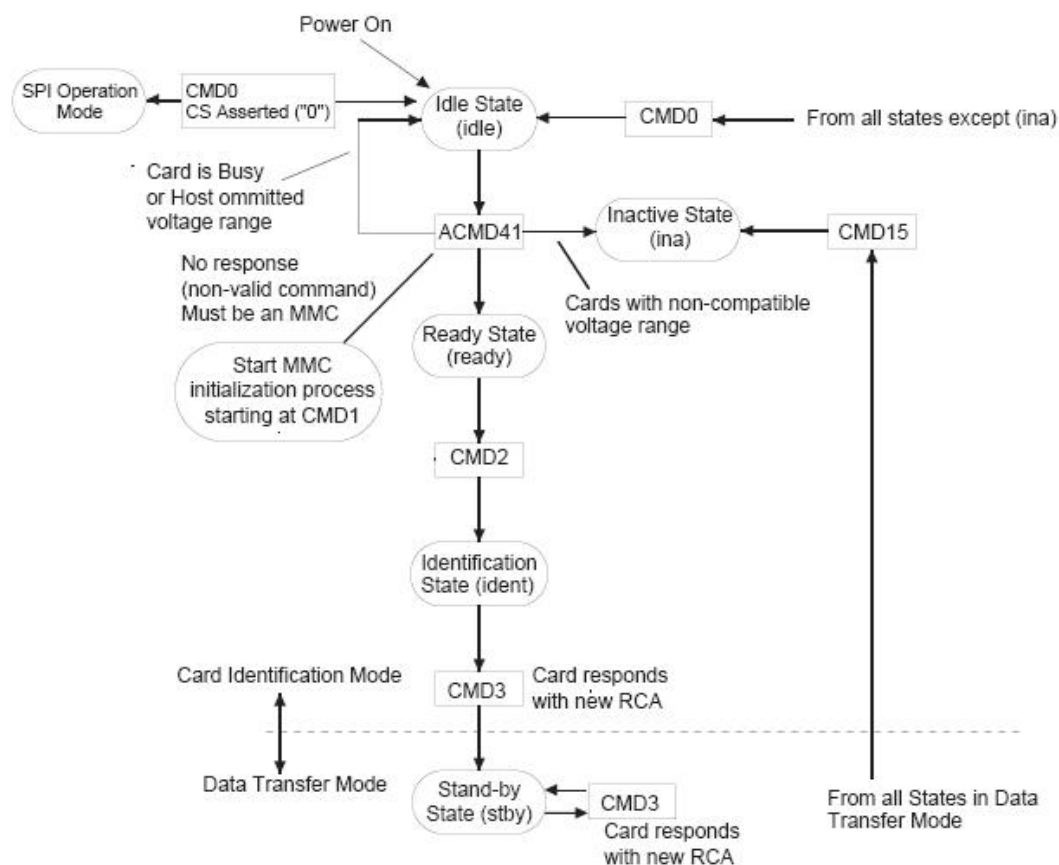 Power On
SPI Operation
Mode
CMD0
CS Asserted ("0")
Idle State
(idle)
CMD0
From all states except (ina)
Card is Busy
or Host ommitted
voltage range
ACMD41
Inactive State
(ina)
CMD15
No response
(non-valid command)
Must be an MMC
Cards with non-compatible
voltage range
Ready State
(ready)
Start MMC
initialization process
starting at CMD1
CMD2
Identification
State (ident)
Card Identification Mode
CMD3
Card responds
with new RCA
Data Transfer Mode
Stand-by
State (stby)
CMD3
Card responds
with new RCA
From all States in Data
Transfer Mode